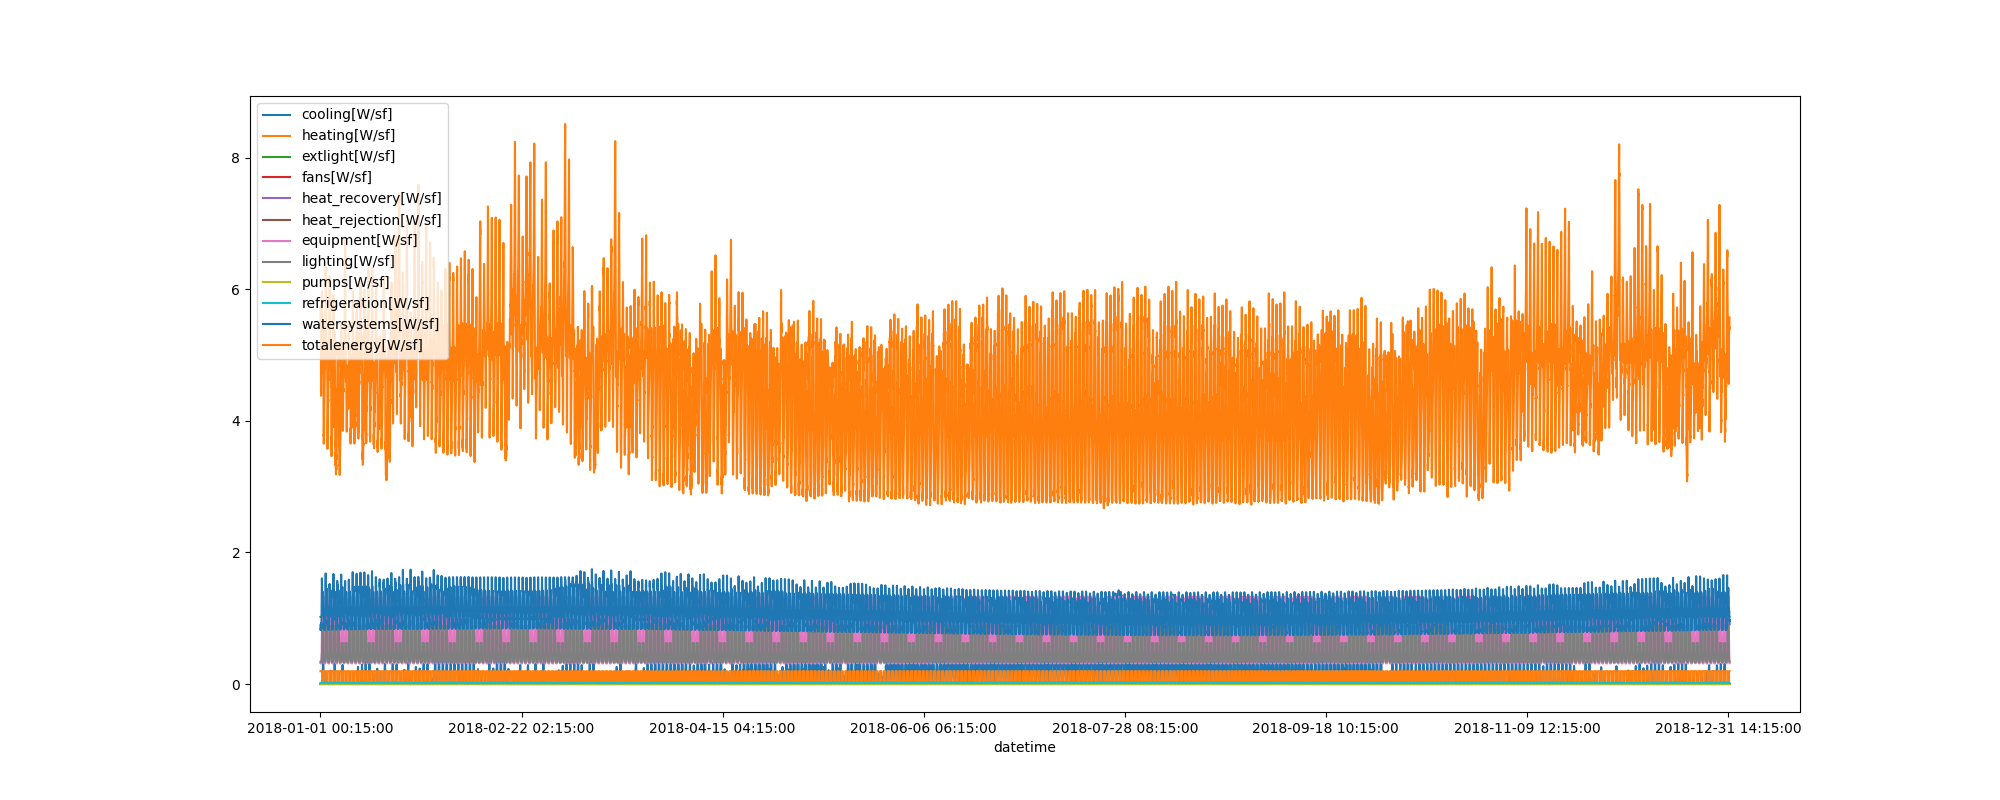 cooling[W/sf]
heating[W/sf]
extlight[W/sf]
fans[W/sf]
heat_recovery[W/sf]
heat_rejection[W/sf]
equipment[W/sf]
lighting[W/sf]
pumps[W/sf]
refrigeration[W/sf]
watersystems[W/sf]
totalenergy[W/sf]
8
6
4
2
0
2018-01-01 00:15:00 2018-02-22 02:15:00 2018-04-15 04:15:00 2018-06-06 06:15:00 2018-07-28 08:15:00 2018-09-18 10:15:00 2018-11-09 12:15:00 2018-12-31 14:15:00
datetime